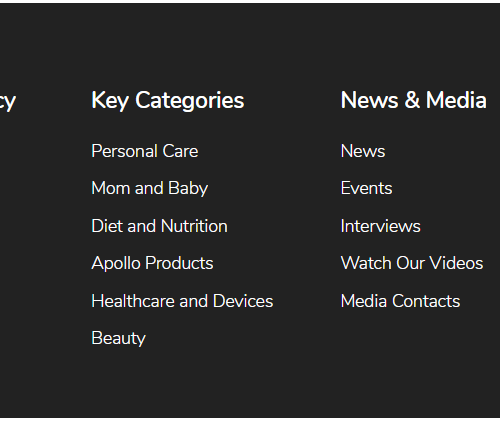 Key Categories
Personal Care
Mom and Baby
Diet and Nutrition
Apollo Products
Healthcare and Devices
Beauty
News & Media
News
Events
Interviews
Watch Our Videos
Media Contacts